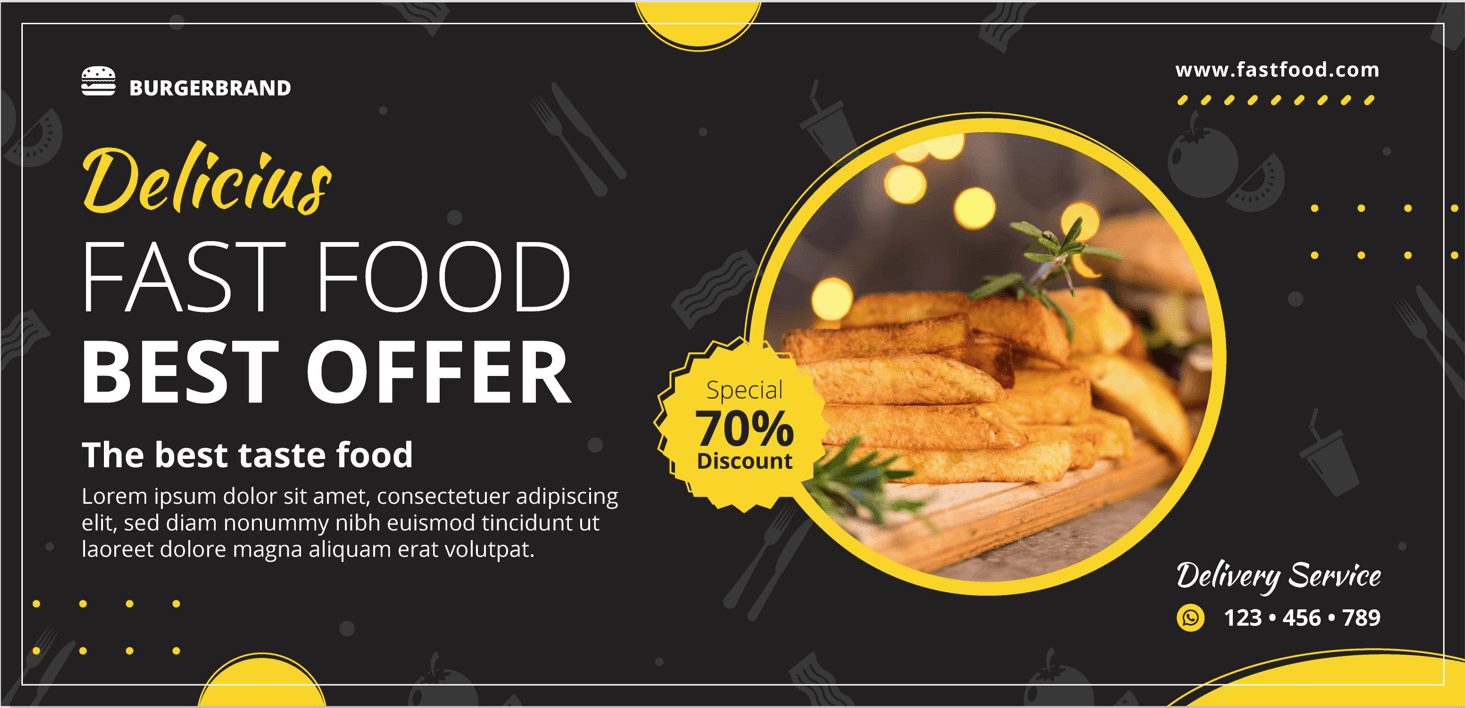 BURGERBRAND
www.fastfood.com
Delicius
FAST FOOD
BEST OFFER
The best taste food
Lorem ipsum dolor sit amet, consectetuer adipiscing
elit, sed diam nonummy nibh euismod tincidunt ut
laoreet dolore magna aliquam erat volutpat.
Special
70%
Discount
Delivery Service
123 • 456 • 789